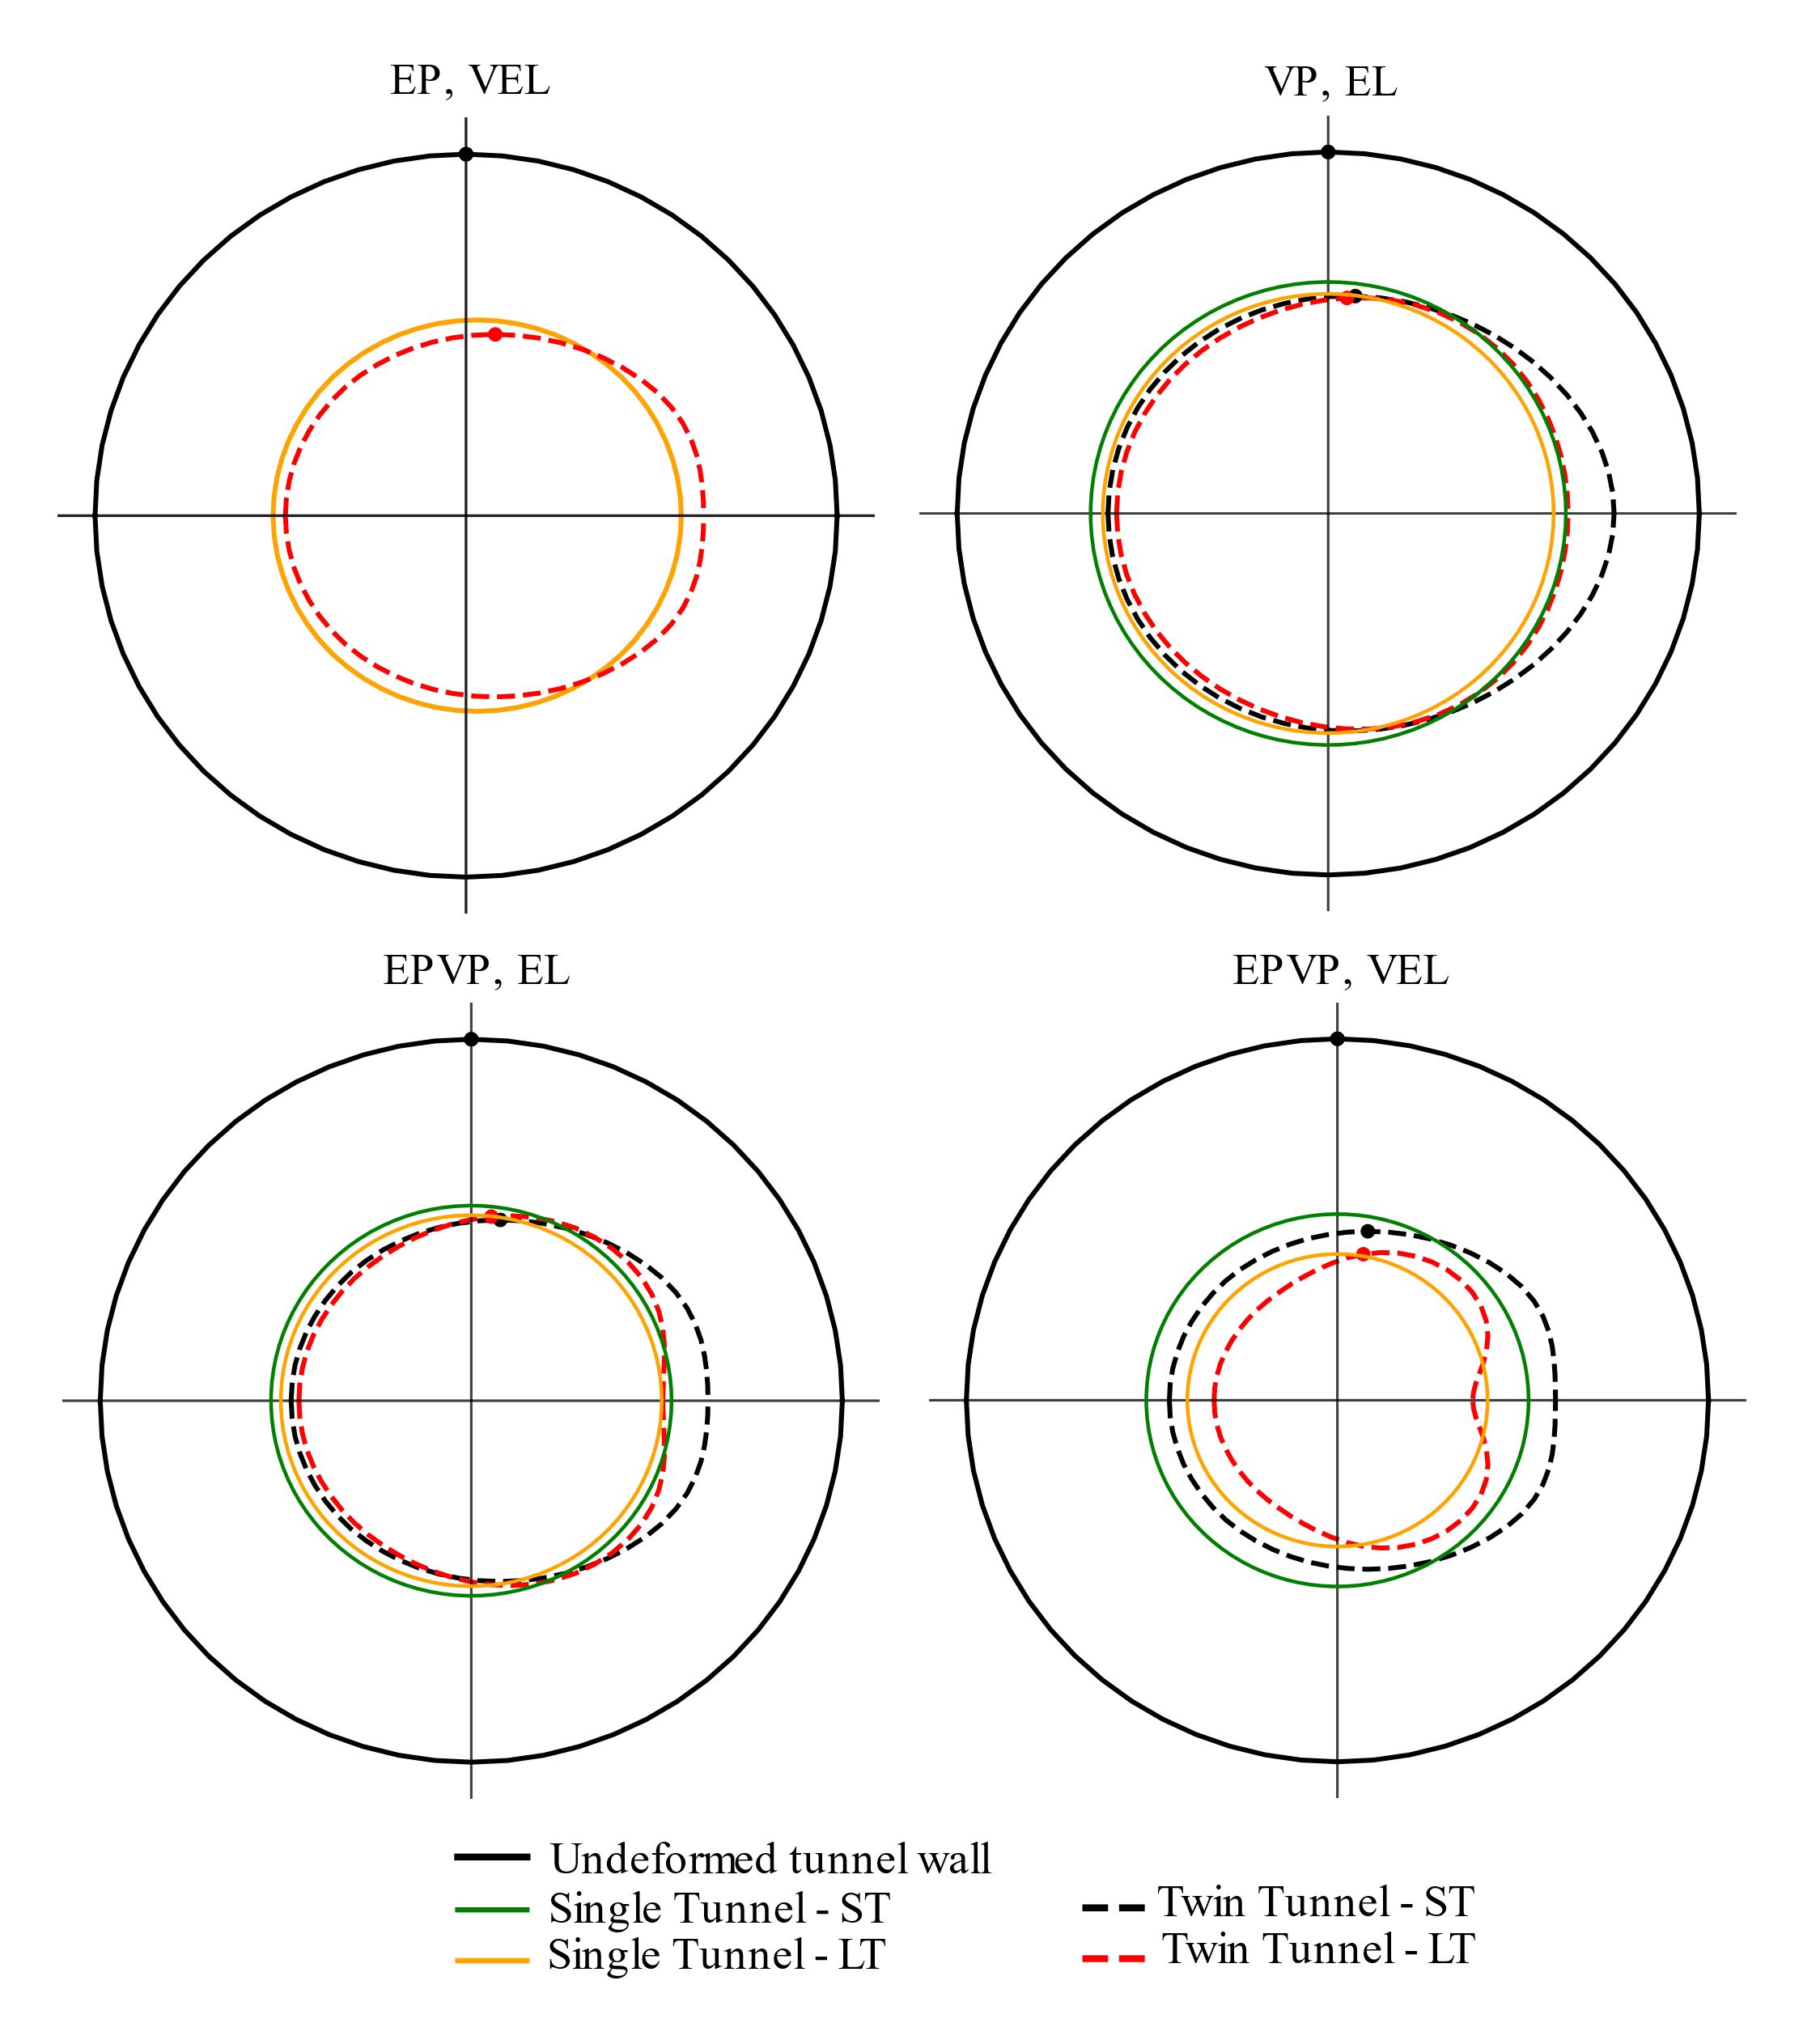 EP, VEL
VP, EL
EPVP, EL
EPVP, VEL
Undeformed tunnel wall
Single Tunnel - ST
Twin Tunnel - ST
Single Tunnel - LT
Twin Tunnel - LT